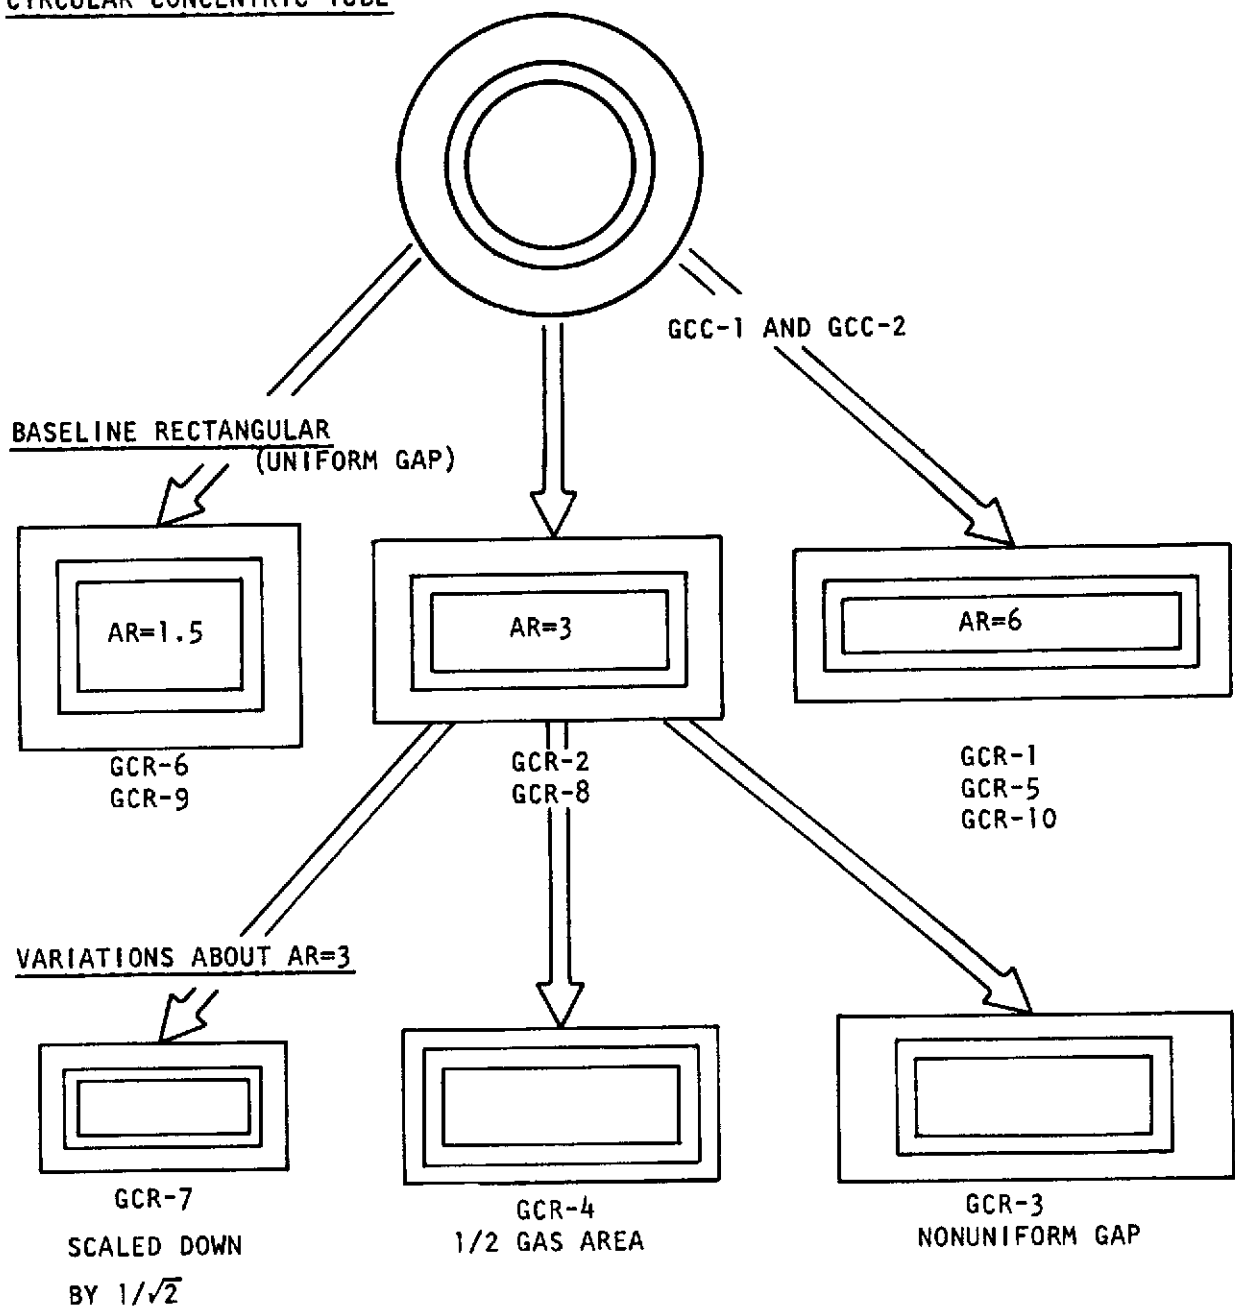 CYRCULAR CONCENTRIC TUBE
GCC-1 AND GCC-2
BASELINE RECTANGULAR
(UNIFORM GAP)
AR=1.5
AR=3
AR=6
GCR-6
GCR-9
GCR-2
GCR-8
GCR-1
GCR-5
GCR-10
VARIATIONS ABOUT AR=3
GCR-7
SCALED DOWN
BY 1/√2
GCR-4
1/2 GAS AREA
GCR-3
NONUNIFORM GAP